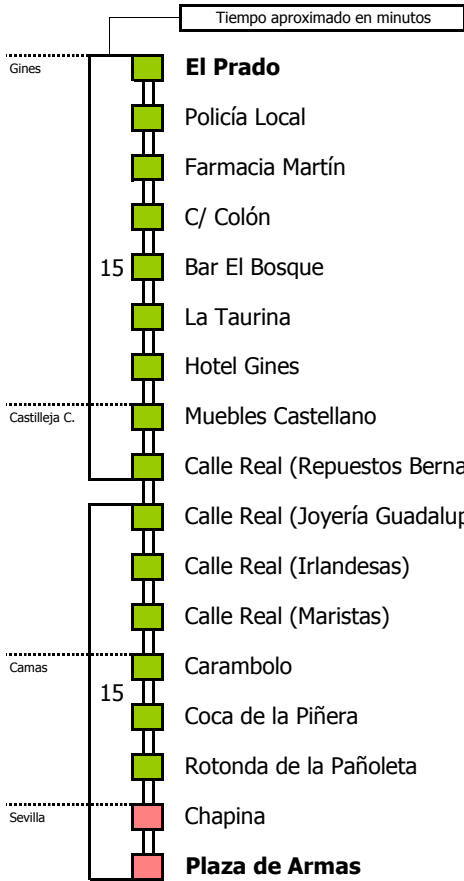 Tiempo aproximado en minutos
Gines
El Prado
Policía Local
Farmacia Martín
C/ Colón
15
Bar El Bosque
La Taurina
Hotel Gines
Castilleja C.
Muebles Castellano
Calle Real (Repuestos Berna
Calle Real (Joyería Guadalup
Calle Real (Irlandesas)
Calle Real (Maristas)
Camas
Carambolo
15
Coca de la Piñera
Rotonda de la Pañoleta
Sevilla
Chapina
Plaza de Armas